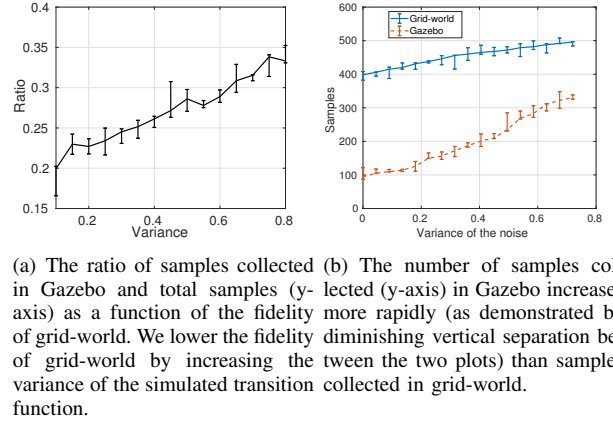 0.4
0.35
0.3
0.25
0.2
0.15
Ratio
0.2
0.4
0.6
0.8
Variance
600
500
400
300
200
100
0
Samples
Grid-world
Gazebo
0
0.2
0.4
0.6
0.8
Variance of the noise
(a) The ratio of samples collected
in Gazebo and total samples (y-
axis) as a function of the fidelity
of grid-world. We lower the fidelity
of grid-world by increasing the
variance of the simulated transition
function.
(b) The number of samples col
lected (y-axis) in Gazebo increase
more rapidly (as demonstrated b
diminishing vertical separation be
tween the two plots) than sample
collected in grid-world.